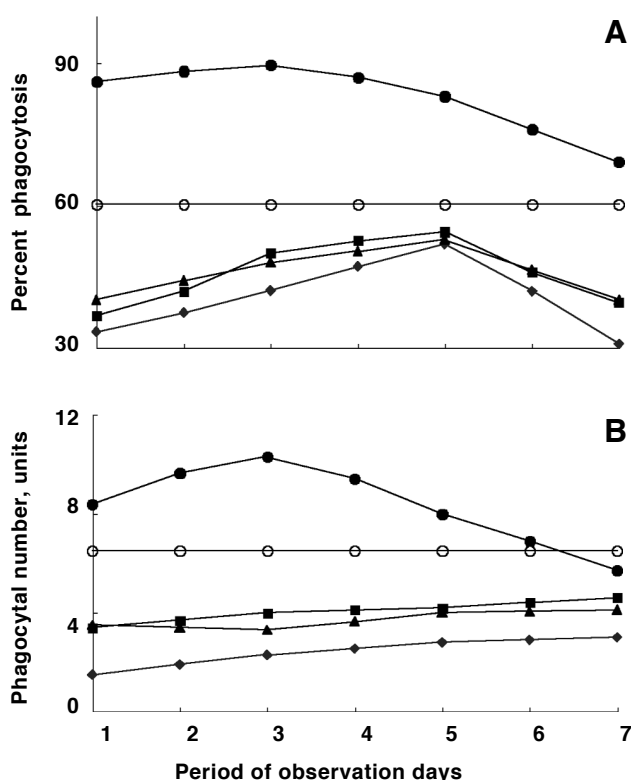 A
Percent phagocytosis
90
60
30
B
Phagocytal number, units
12
8
4
0
1 2 3 4 5 6 7
Period of observation days